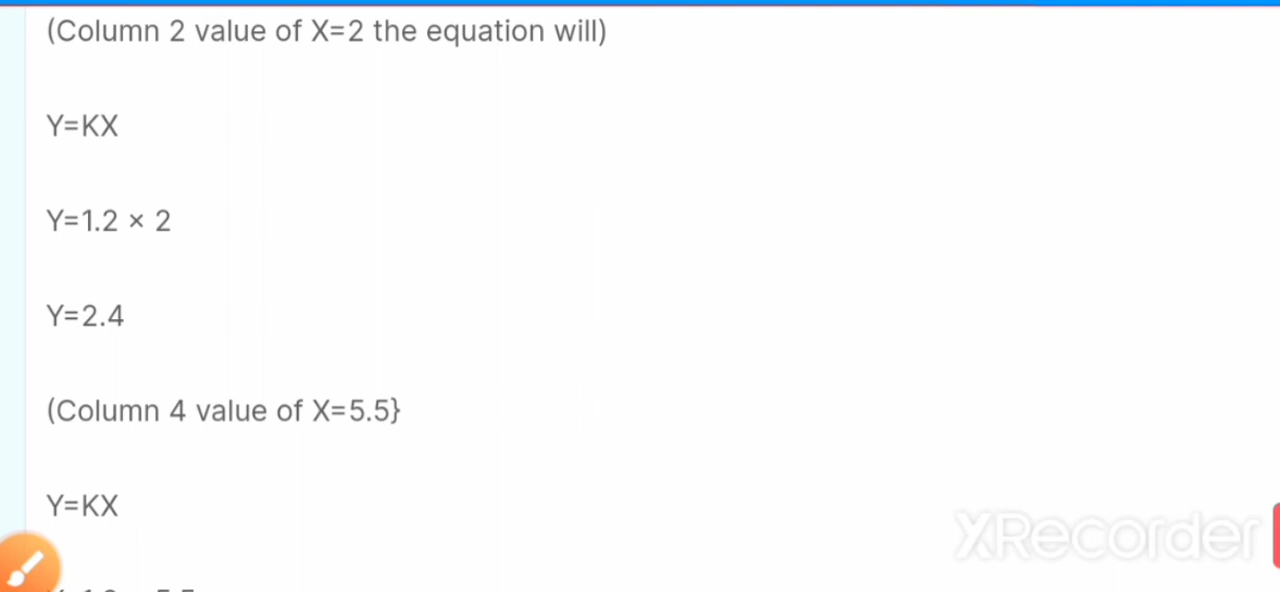 (Column 2 value of X=2 the equation will)
Y=KX
Y=1.2 × 2
Y=2.4
(Column 4 value of X=5.5}
Y=KX
XRecorder